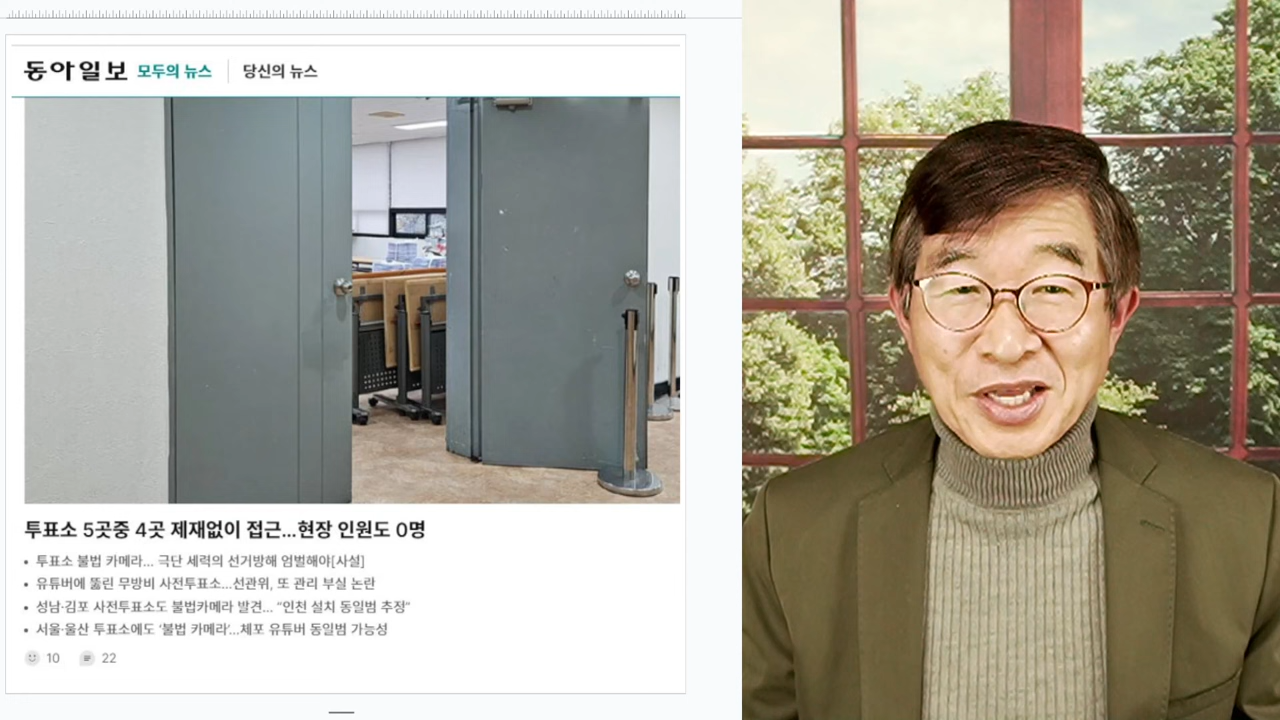 동아일보 모두의 뉴스 당신의 뉴스
투표소 5곳중 4곳 제재없이 접근...현장 인원도 0명
• 투표소 불법 카메라... 극단 세력의 선거방해 엄벌해야[사설]
• 유튜버에 뚫린 무방비 사전투표소...선관위, 또 관리 부실 논란
• 성남·김포 사전투표소도 불법카메라 발견... "인천 설치 동일범 추정"
• 서울·울산 투표소에도 '불법 카메라'...체포 유튜버 동일범 가능성
10 22